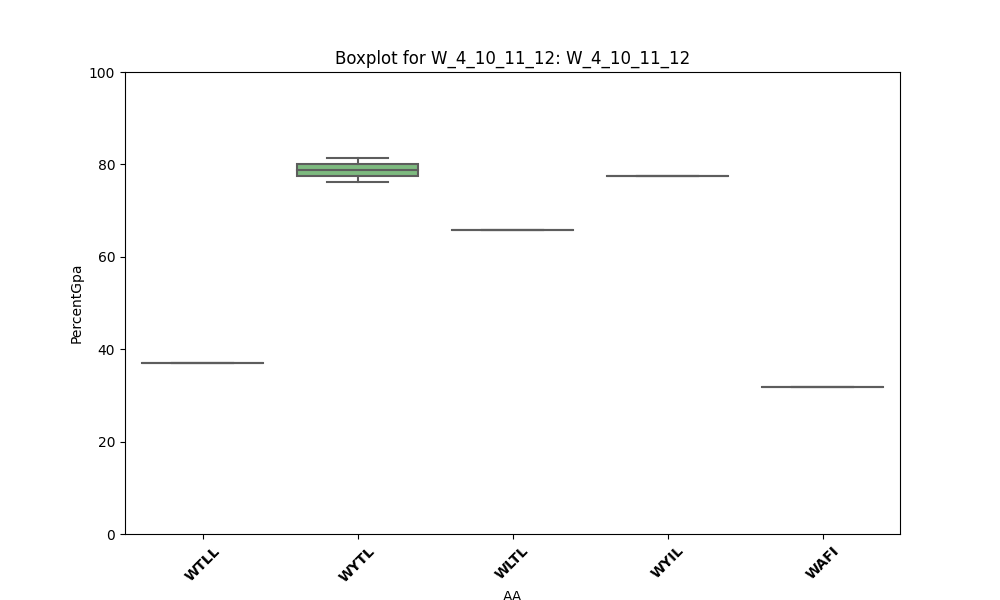 Boxplot for W_4_10_11_12: W_4_10_11_12
100
80
60
40
20
0
PercentGpa
WTLL
WYTL
WLTL
WYIL
WAFI
AA